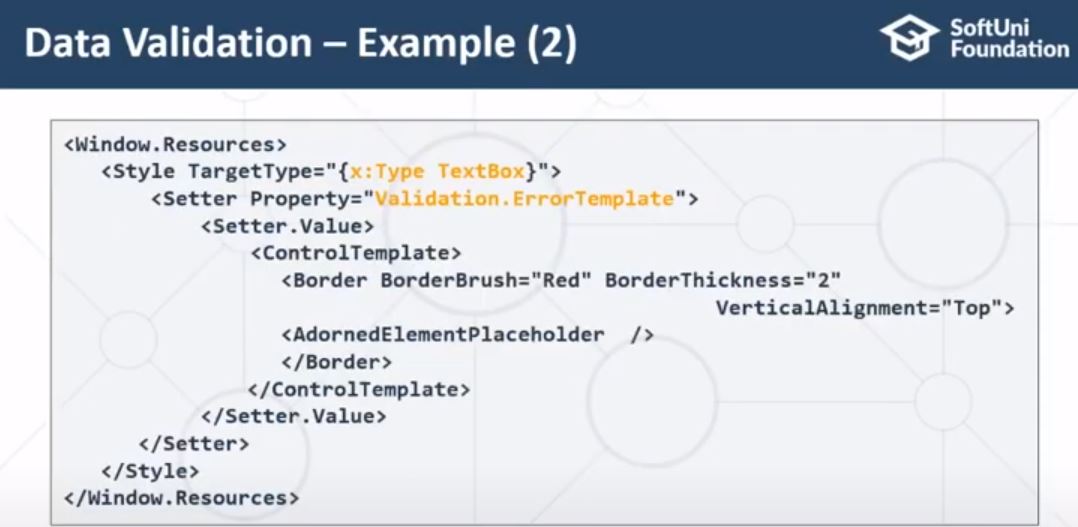 Data Validation – Example (2)
SoftUni
Foundation
<Window.Resources>
<Style TargetType="{x:Type TextBox}">
<Setter Property="Validation.ErrorTemplate">
<Setter.Value>
<ControlTemplate>
<Border BorderBrush="Red" BorderThickness="2"
VerticalAlignment="Top">
<AdornedElementPlaceholder />
</Border>
</ControlTemplate>
</Setter.Value>
</Setter>
</Style>
</Window.Resources>